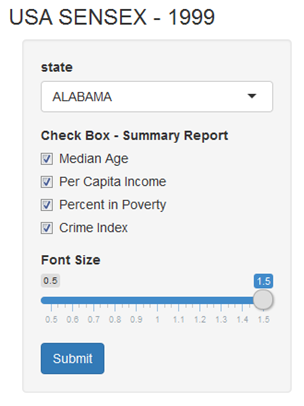 USA SENSEX - 1999
state
ALABAMA
Check Box - Summary Report
Median Age
Per Capita Income
Percent in Poverty
Crime Index
Font Size
0.5 1.5
0.5 0.6 0.7 0.8 0.9 1 1.1 1.2 1.3 1.4 1.5
Submit